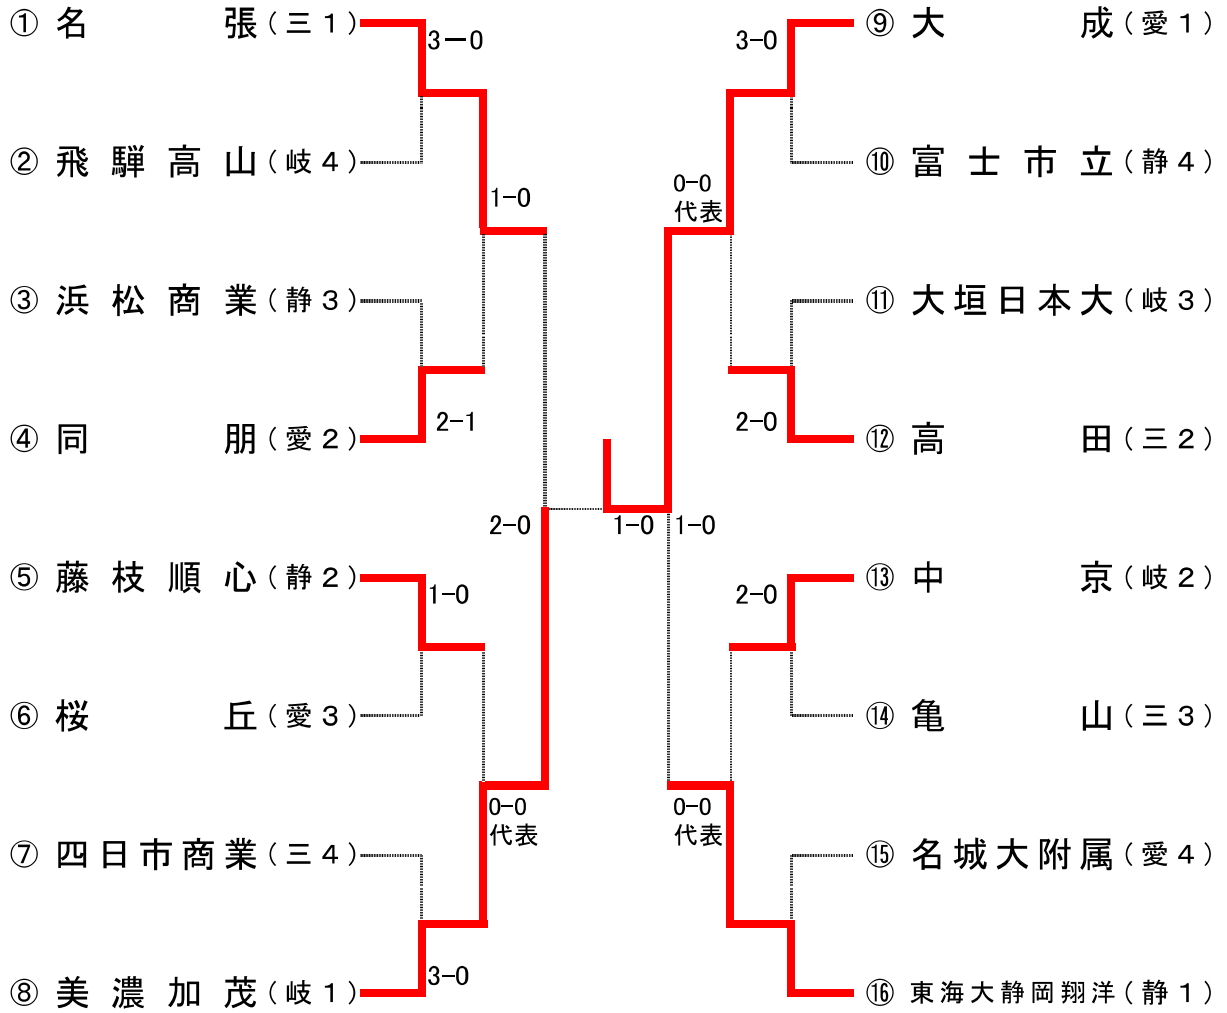 ① 名張（三１）
3－0
② 飛騨高山（岐４）
1-0
③ 浜松商業（静３）
④ 同朋（愛２）
2-1
2-0
⑤ 藤枝順心（静２）
1-0
⑥ 桜丘（愛３）
0-0
代表
⑦ 四日市商業（三４）
⑧ 美濃加茂（岐１）
3-0
1-0
1-0
⑨ 大成（愛１）
3-0
⑩ 富士市立（静４）
0-0
代表
⑪ 大垣日本大（岐３）
⑫ 高田（三２）
2-0
⑬ 中京（岐２）
2-0
⑭ 亀山（三３）
0-0
代表
⑮ 名城大附属（愛４）
⑯ 東海大静岡翔洋（静１）